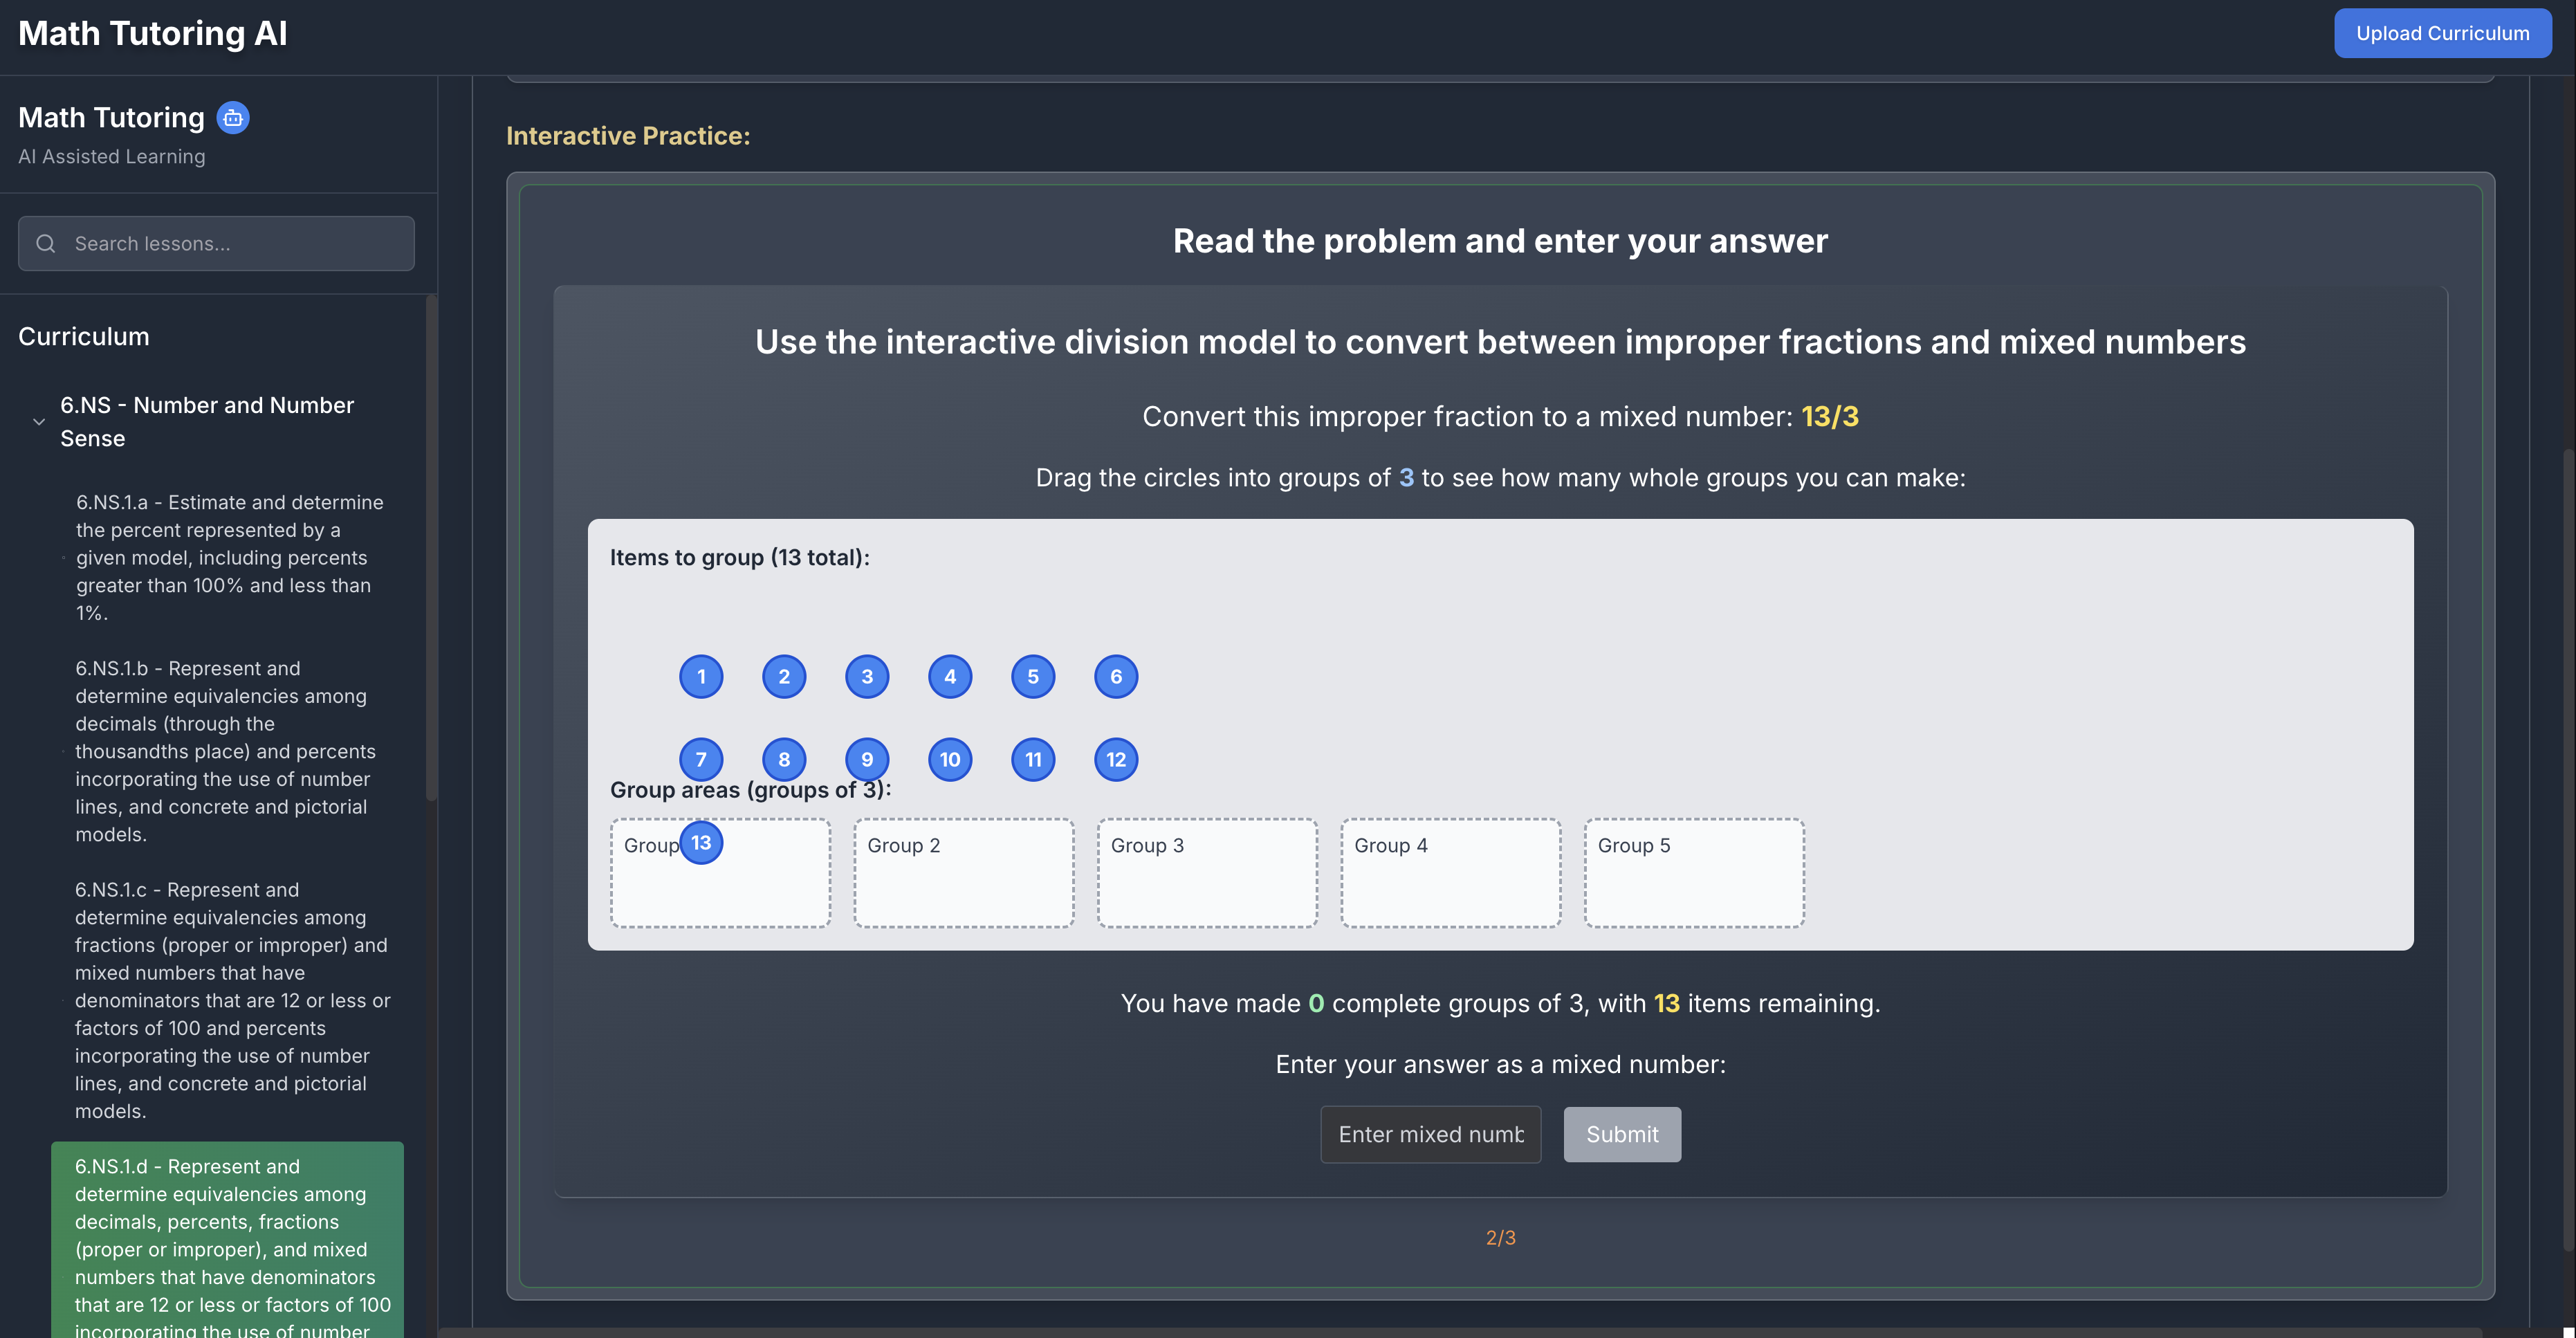 Math Tutoring AI
Upload Curriculum
Math Tutoring
AI Assisted Learning
Search lessons...
Curriculum
6.NS - Number and Number
Sense
6.NS.1.a - Estimate and determine
the percent represented by a
given model, including percents
greater than 100% and less than
1%.
6.NS.1.b - Represent and
determine equivalencies among
decimals (through the
thousandths place) and percents
incorporating the use of number
lines, and concrete and pictorial
models.
6.NS.1.c - Represent and
determine equivalencies among
fractions (proper or improper) and
mixed numbers that have
denominators that are 12 or less or
factors of 100 and percents
incorporating the use of number
lines, and concrete and pictorial
models.
6.NS.1.d - Represent and
determine equivalencies among
decimals, percents, fractions
(proper or improper), and mixed
numbers that have denominators
that are 12 or less or factors of 100
incorporating the use of number
Interactive Practice:
Read the problem and enter your answer
Use the interactive division model to convert between improper fractions and mixed numbers
Convert this improper fraction to a mixed number: 13/3
Drag the circles into groups of 3 to see how many whole groups you can make:
Items to group (13 total):
1 2 3 4 5 6
7 8 9 10 11 12
Group areas (groups of 3):
Group 13 Group 2 Group 3 Group 4 Group 5
You have made 0 complete groups of 3, with 13 items remaining.
Enter your answer as a mixed number:
Enter mixed numb Submit
2/3